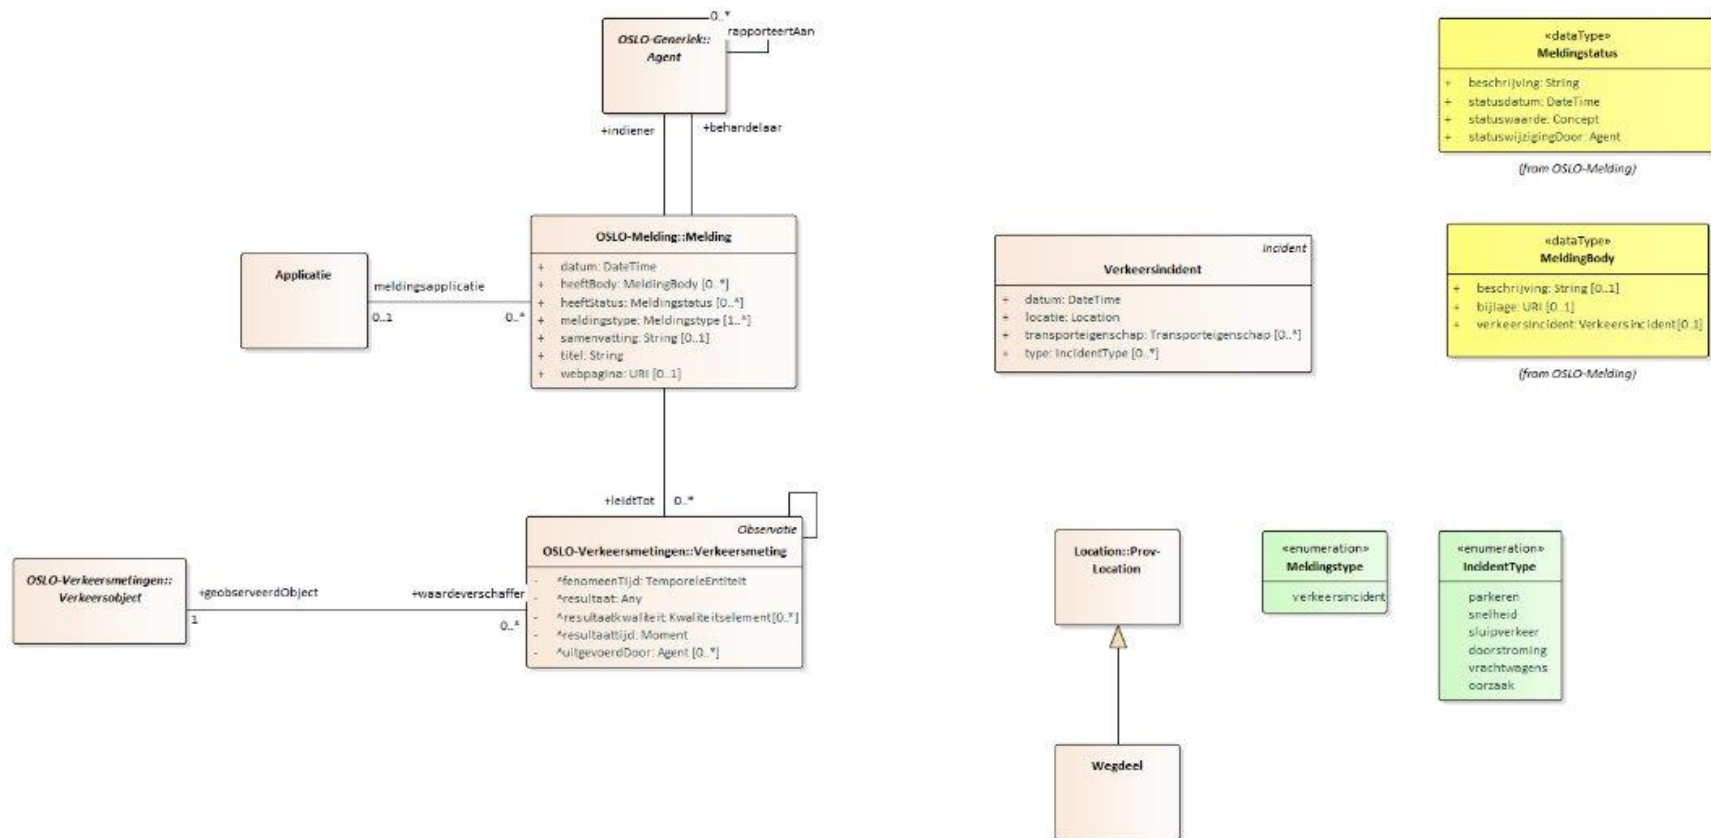 0..*
OSLO-Generiek::
Agent
rapporteertAan
+indiener
+behandelaar
OSLO-Melding::Melding
+ datum: DateTime
+ heeftBody: MeldingBody [0..*]
+ heeftStatus: Meldingstatus [0..*]
+ meldingstype: Meldingstype [1..*]
+ samenvatting: String [0..1]
+ titel: String
+ webpagina: URI [0..1]
Applicatie
meldingsapplicatie
0..1
0..*
+leidtTot 0..*
Observatie
OSLO-Verkeersmetingen::Verkeersmeting
- ^fenomeenTijd: TemporeleEntiteit
- ^resultaat: Any
- ^resultaatkwaliteit: Kwaliteitselement[0..*]
- ^resultaattijd: Moment
- ^uitgevoerdDoor: Agent [0..*]
OSLO-Verkeersmetingen::
Verkeersobject
+geobserveerdObject
1
+waardeverschaffer
0..*
Incident
Verkeersincident
+ datum: DateTime
+ locatie: Location
+ transporteigenschap: Transporteigenschap [0..*]
+ type: IncidentType [0..*]
«dataType»
Meldingstatus
+ beschrijving: String
+ statusdatum: DateTime
+ statuswaarde: Concept
+ statuswijzigingDoor: Agent
(from OSLO-Melding)
«dataType»
MeldingBody
+ beschrijving: String [0..1]
+ bijlage: URI [0..1]
+ verkeersincident: Verkeersincident[0..1]
(from OSLO-Melding)
Location::Prov-
Location
Wegdeel
«enumeration»
Meldingstype
verkeersincident
«enumeration»
IncidentType
parkeren
snelheid
sluipverkeer
doorstroming
vrachtwagens
oorzaak